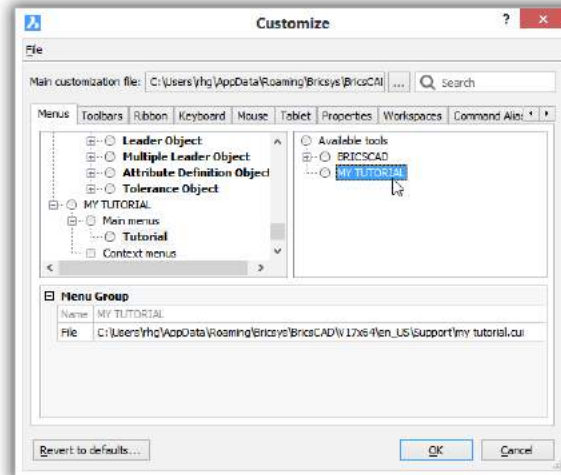 Customize
?
×
File
Main customization file: C:\Users\rhg\AppData\Roaming\Bricsys\BricsCAI ... Search
Menus Toolbars Ribbon Keyboard Mouse Tablet Properties Workspaces Command Alias
Leader Object
Multiple Leader Object
Attribute Definition Object
Tolerance Object
MY TUTORIAL
Main menus
Tutorial
Context menus
Available tools
BRICSCAD
MY TUTORIAL
Menu Group
Name MY TUTORIAL
File C:\Users\rhg\AppData\Roaming\Bricsys\BricsCAD\V17x64\en_US\Support\my tutorial.cui
Revert to defaults... OK Cancel